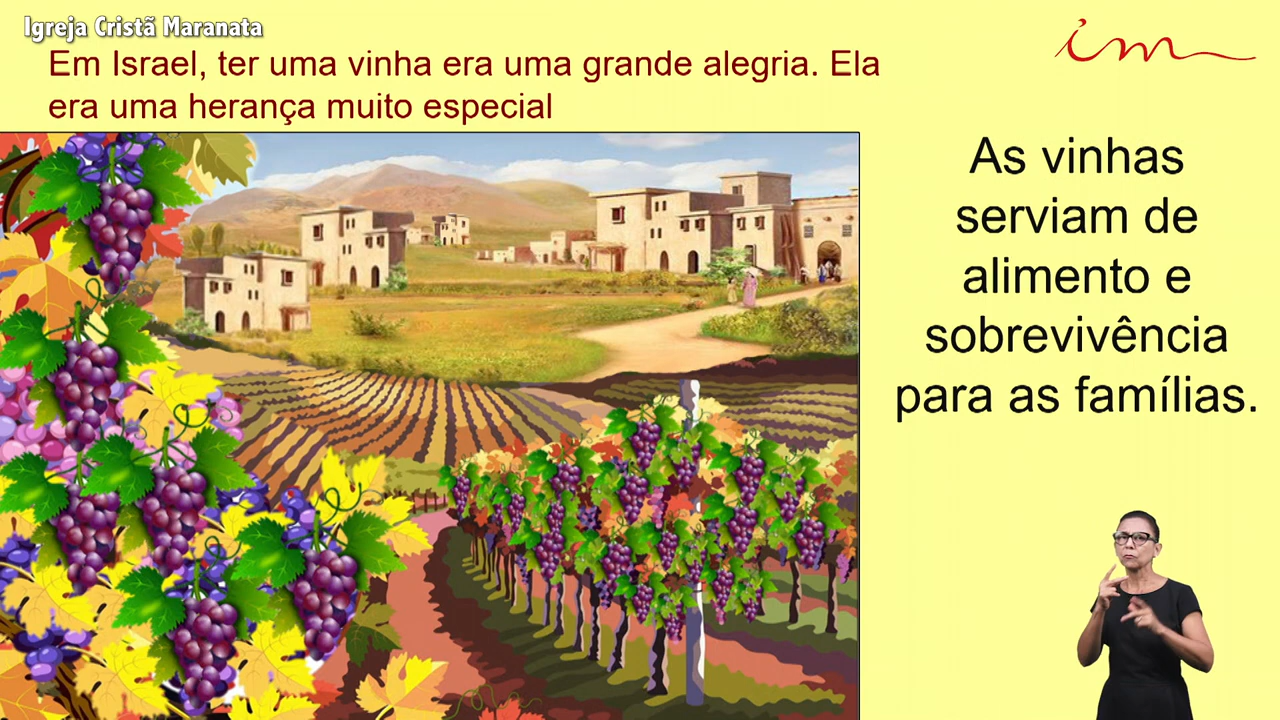 Igreja Cristã Maranata
Em Israel, ter uma vinha era uma grande alegria. Ela
era uma herança muito especial
im
As vinhas
serviam de
alimento e
sobrevivência
para as famílias.